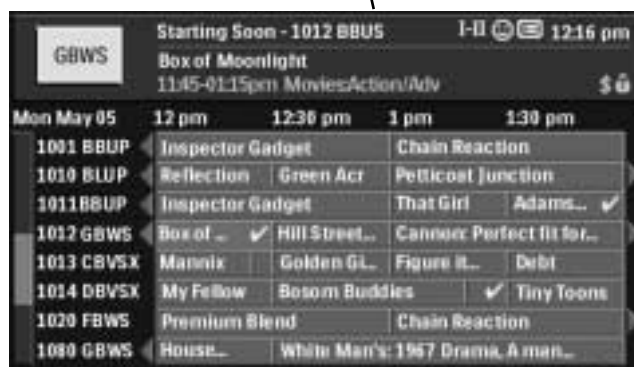 GBWS
Starting Soon - 1012 BBUS I-II 12:16 pm
Box of Moonlight
11:45-01:15pm Movies:Action/Adv $
Mon May 05 12 pm 12:30 pm 1 pm 1:30 pm
1001 BBUP Inspector Gadget Chain Reaction
1010 BLUP Reflection Green Acr Petticoat Junction
1011BBUP Inspector Gadget That Girl Adams...
1012 GBWS Box of ... Hill Street... Cannon: Perfect fit for...
1013 CBVSX Mannix Golden Gi... Figure it... Debt
1014 DBVSX My Fellow Bosom Buddies Tiny Toons
1020 FBWS Premium Blend Chain Reaction
1080 GBWS House... White Man's: 1967 Drama, A man...